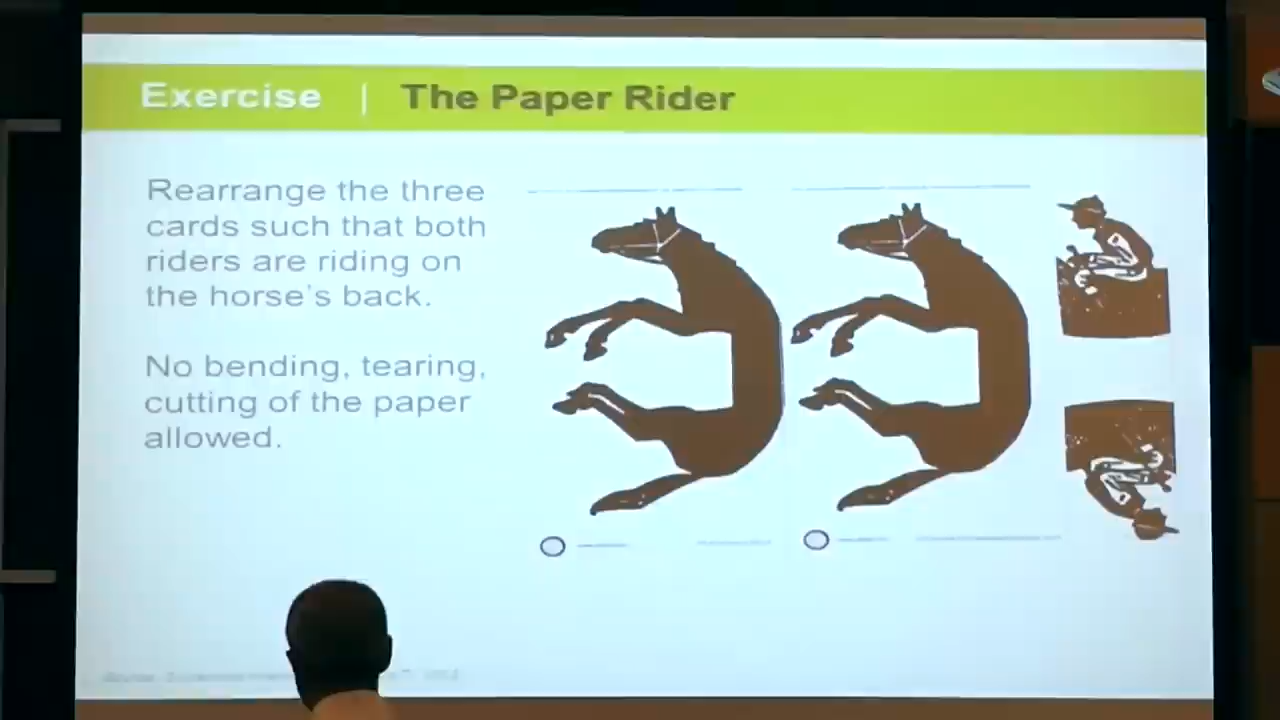 Exercise | The Paper Rider
Rearrange the three
cards such that both
riders are riding on
the horse's back.
No bending, tearing,
cutting of the paper
allowed.